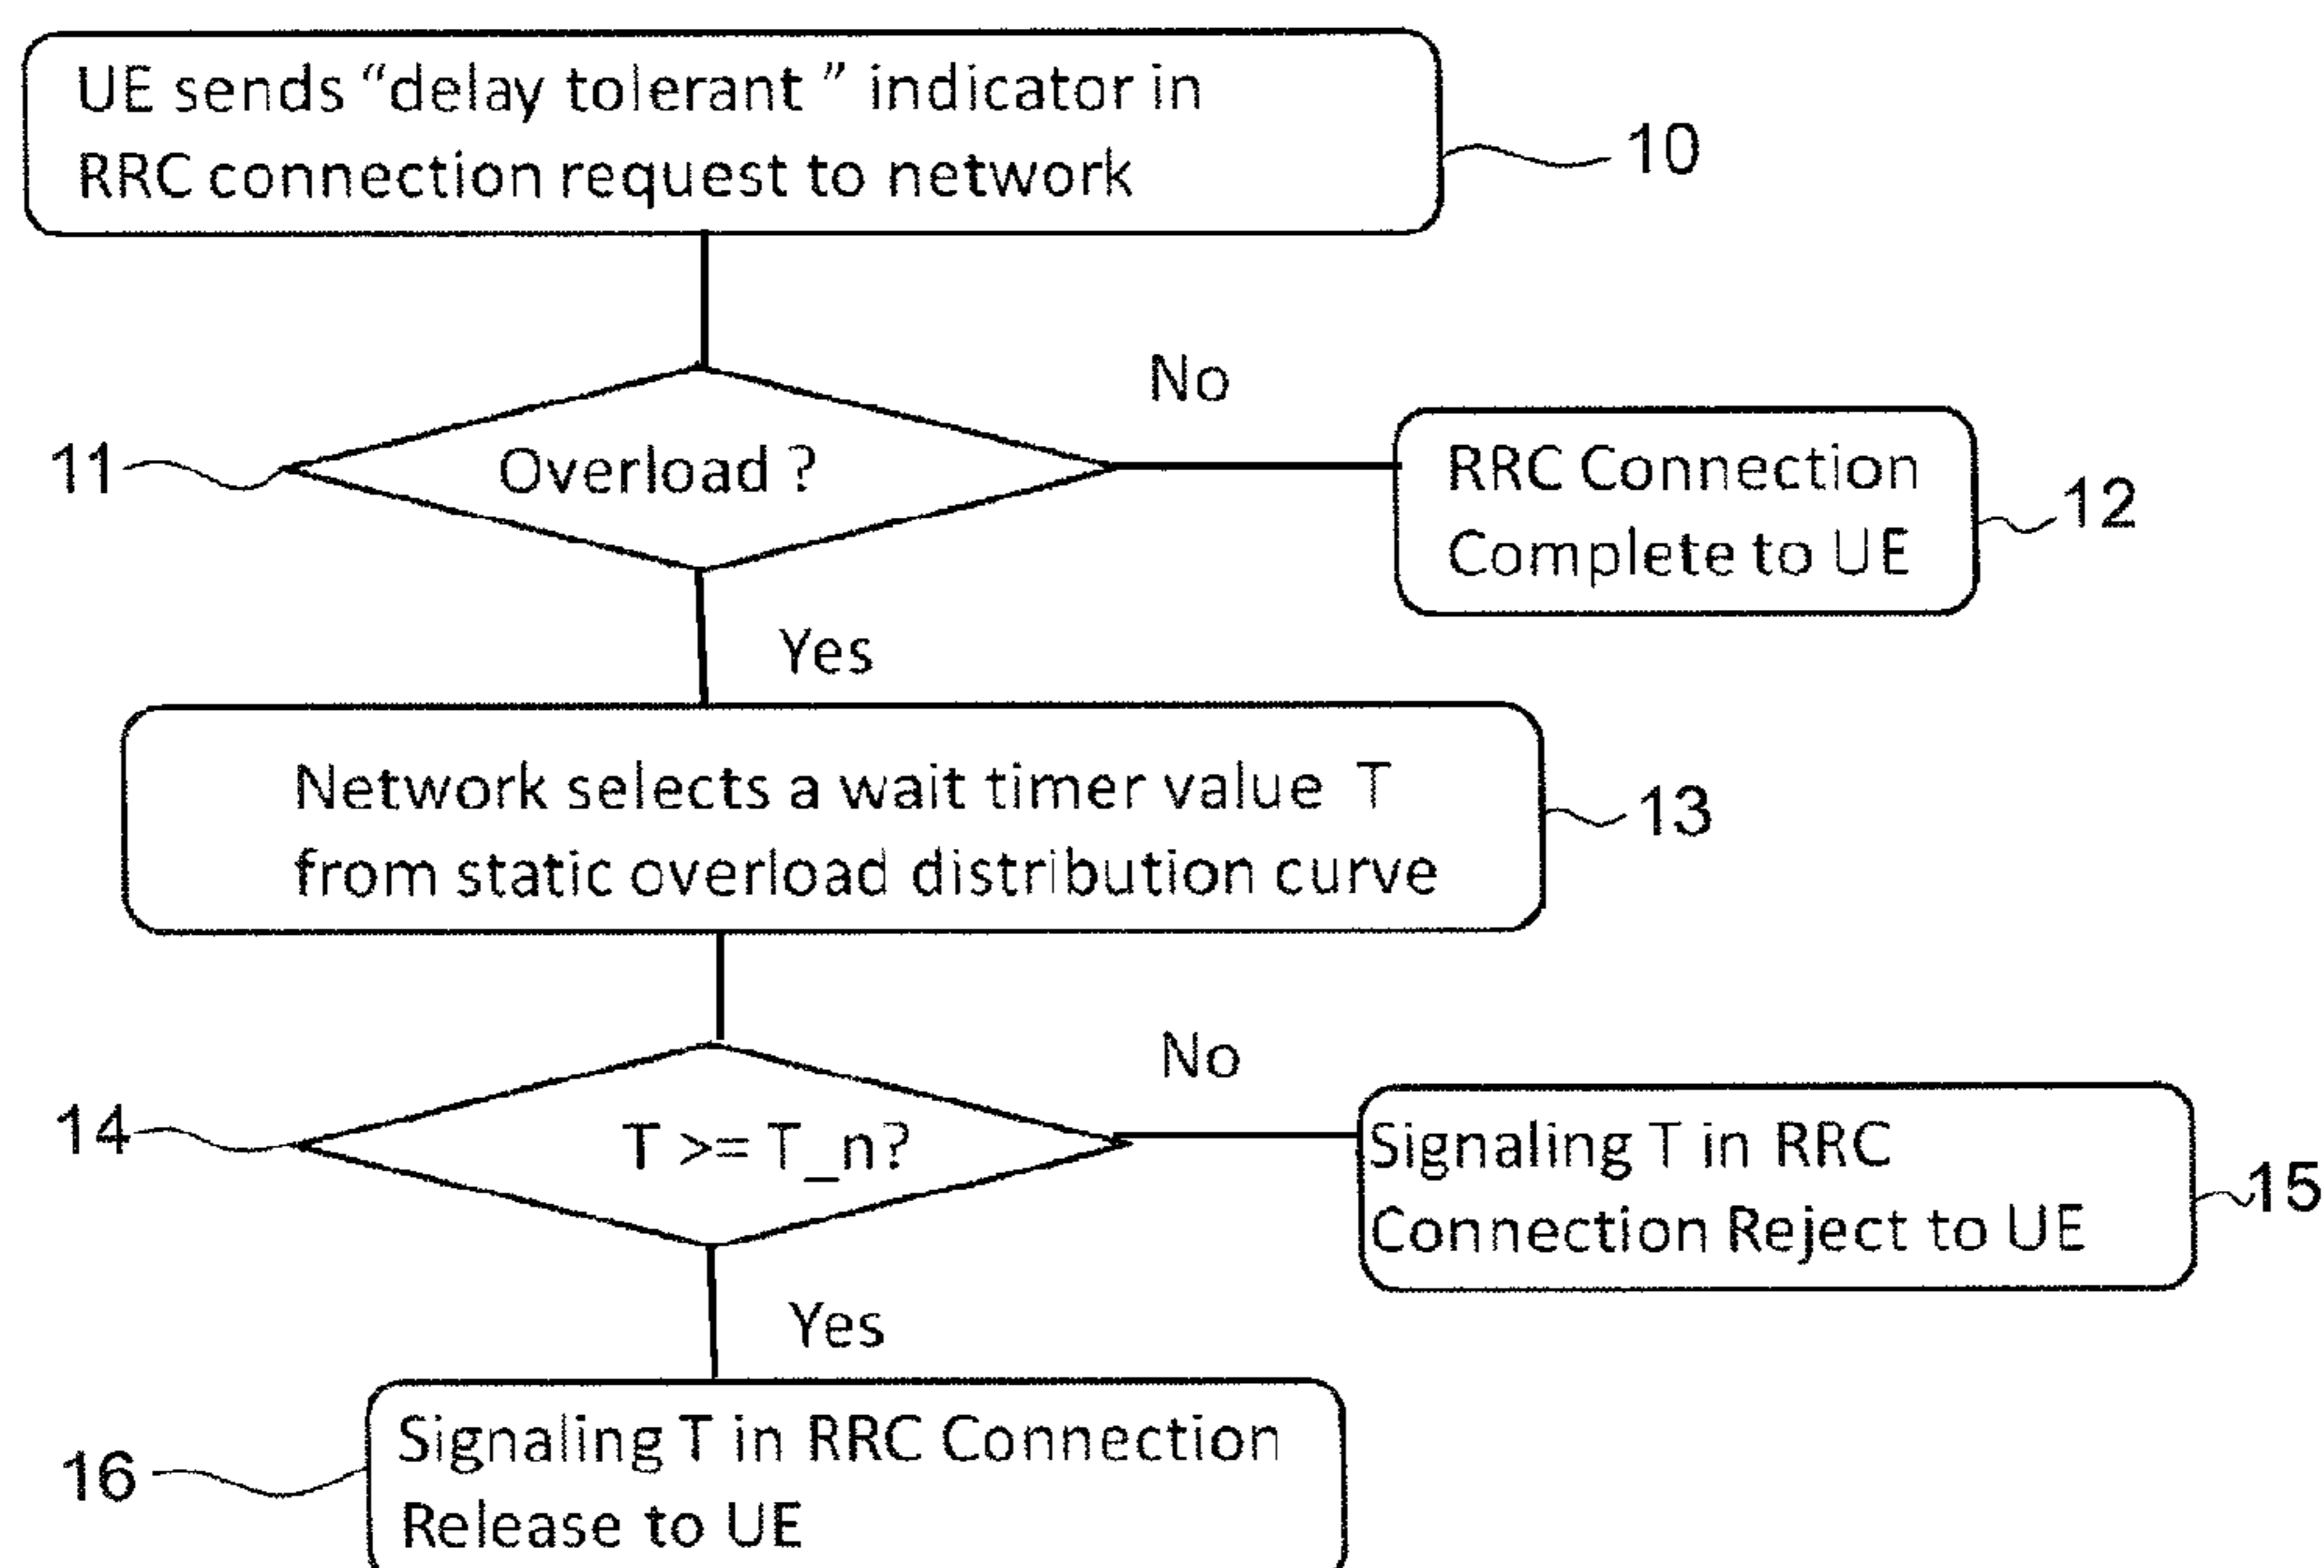 UE sends “delay tolerant ” indicator in
RRC connection request to network
10
No
11
Overload ?
RRC Connection
Complete to UE
12
Yes
Network selects a wait timer value T
from static overload distribution curve
13
No
14
T >= T_n?
Signaling T in RRC
Connection Reject to UE
15
Yes
Signaling T in RRC Connection
Release to UE
16